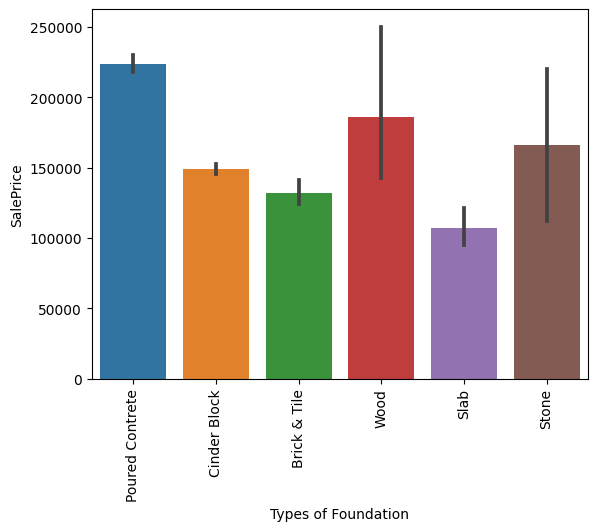 250000
200000
150000
100000
50000
0
SalePrice
Poured Contrete
Cinder Block
Brick & Tile
Wood
Slab
Stone
Types of Foundation